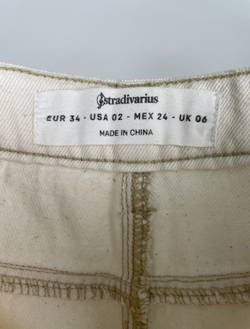 stradivarius
EUR 34 - USA 02 - MEX 24 - UK 06
MADE IN CHINA